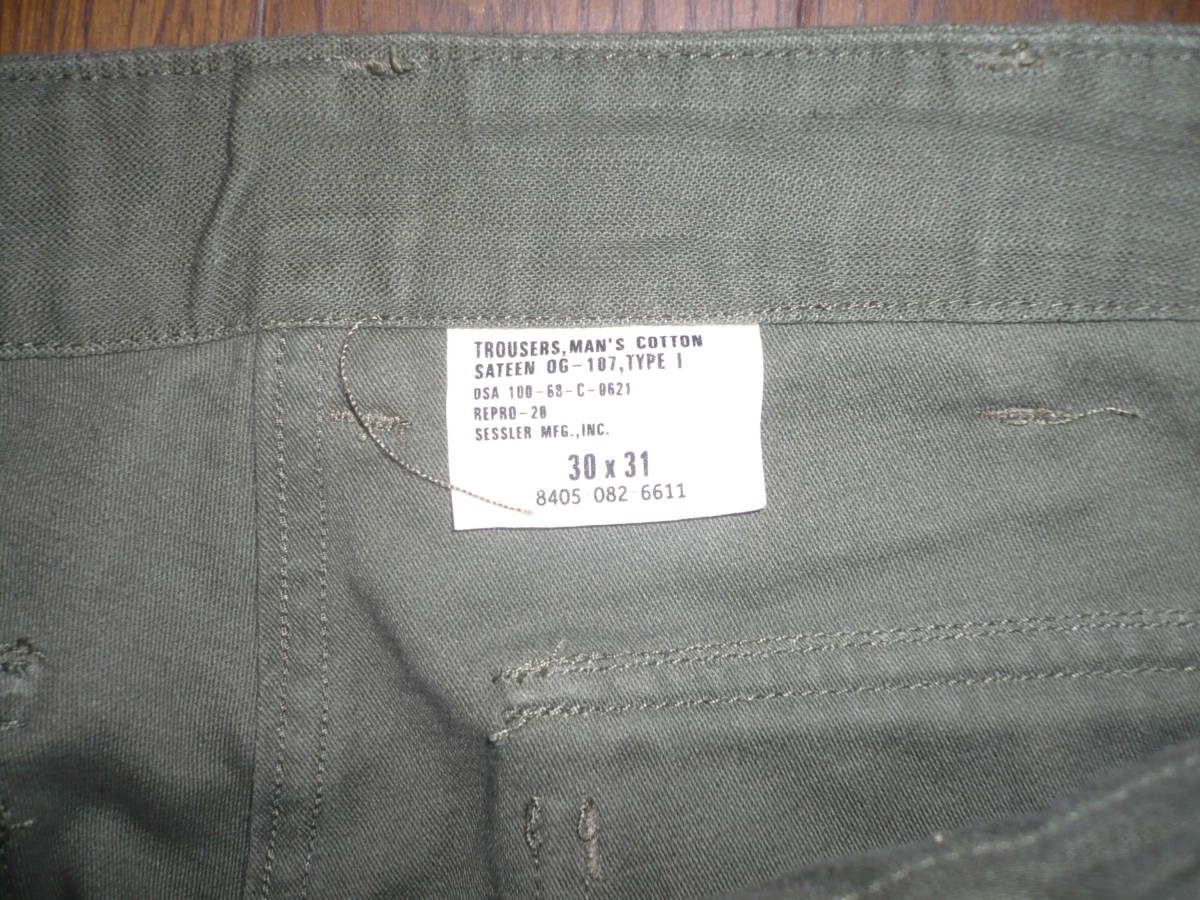 TROUSERS,MAN'S COTTON
SATEEN OG-107,TYPE I
DSA 100-68-C-0621
REPRO-20
SESSLER MFG.,INC.
30 x 31
8405-082-6611